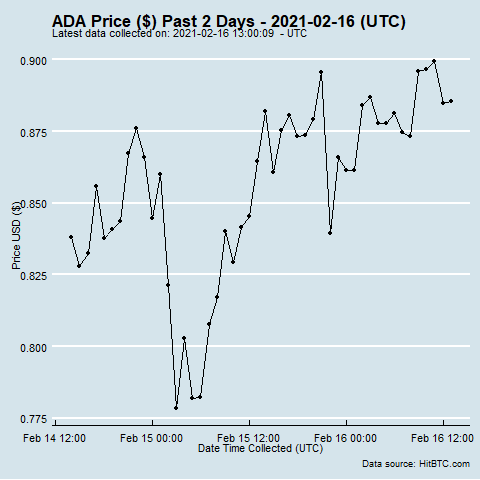 ADA Price ($) Past 2 Days - 2021-02-16 (UTC)
Latest data collected on: 2021-02-16 13:00:09 - UTC
Price USD ($)
0.900
0.875
0.850
0.825
0.800
0.775
Feb 14 12:00 Feb 15 00:00 Feb 15 12:00 Feb 16 00:00 Feb 16 12:00
Date Time Collected (UTC)
Data source: HitBTC.com